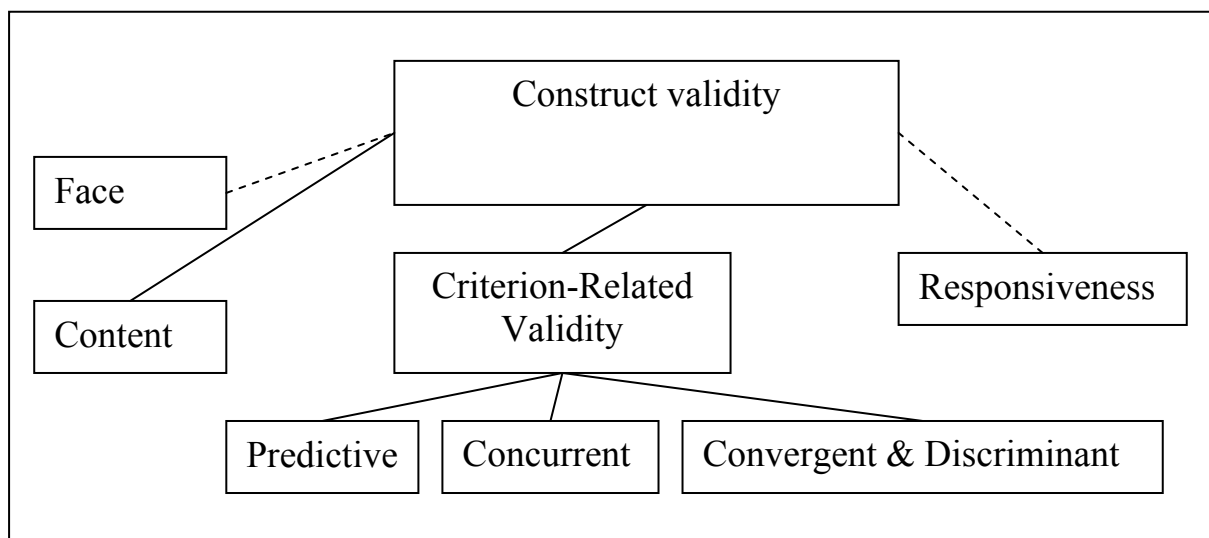 Construct validity
Face
Criterion-Related
Validity
Responsiveness
Content
Predictive
Concurrent
Convergent & Discriminant